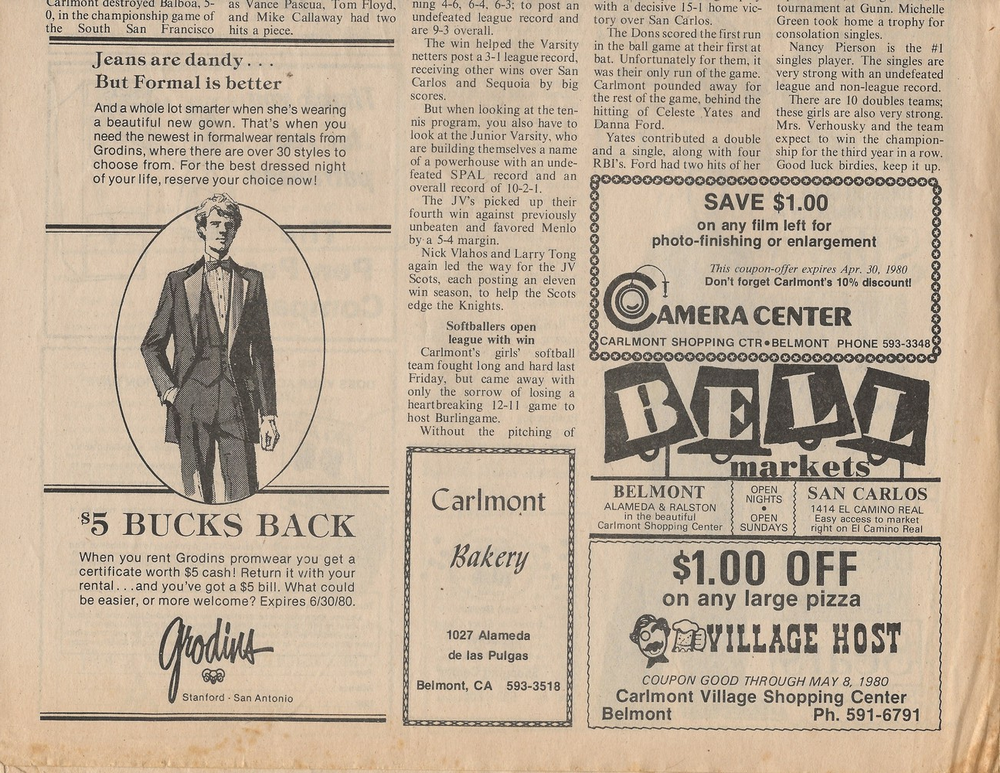 Carlmont destroyed Balboa, 5-
0, in the championship game of
the South San Francisco
as Vance Pascua, Tom Floyd,
and Mike Callaway had two
hits a piece.
Jeans are dandy . . .
But Formal is better
And a whole lot smarter when she's wearing
a beautiful new gown. That's when you
need the newest in formalwear rentals from
Grodins, where there are over 30 styles to
choose from. For the best dressed night
of your life, reserve your choice now!
$5 BUCKS BACK
When you rent Grodins promwear you get a
certificate worth $5 cash! Return it with your
rental . . . and you've got a $5 bill. What could
be easier, or more welcome? Expires 6/30/80.
Grodins
Stanford - San Antonio
ning 4-6, 6-4, 6-3; to post an
undefeated league record and
are 9-3 overall.
The win helped the Varsity
netters post a 3-1 league record,
receiving other wins over San
Carlos and Sequoia by big
scores.
But when looking at the ten-
nis program, you also have to
look at the Junior Varsity, who
are building themselves a name
of a powerhouse with an unde-
feated SPAL record and an
overall record of 10-2-1.
The JV's picked up their
fourth win against previously
unbeaten and favored Menlo
by a 5-4 margin.
Nick Vlahos and Larry Tong
again led the way for the JV
Scots, each posting an eleven
win season, to help the Scots
edge the Knights.
Softballers open
league with win
Carlmont's girls' softball
team fought long and hard last
Friday, but came away with
only the sorrow of losing a
heartbreaking 12-11 game to
host Burlingame.
Without the pitching of
Carlmont
Bakery
1027 Alameda
de las Pulgas
Belmont, CA 593-3518
with a decisive 15-1 home vic-
tory over San Carlos.
The Dons scored the first run
in the ball game at their first at
bat. Unfortunately for them, it
was their only run of the game.
Carlmont pounded away for
the rest of the game, behind the
hitting of Celeste Yates and
Danna Ford.
Yates contributed a double
and a single, along with four
RBI's. Ford had two hits of her
tournament at Gunn. Michelle
Green took home a trophy for
consolation singles.
Nancy Pierson is the #1
singles player. The singles are
very strong with an undefeated
league and non-league record.
There are 10 doubles teams;
these girls are also very strong.
Mrs. Verhousky and the team
expect to win the champion-
ship for the third year in a row.
Good luck birdies, keep it up.
SAVE $1.00
on any film left for
photo-finishing or enlargement
This coupon-offer expires Apr. 30, 1980
Don't forget Carlmont's 10% discount!
CAMERA CENTER
CARLMONT SHOPPING CTR•BELMONT PHONE 593-3348
BELL
markets
BELMONT
ALAMEDA & RALSTON
in the beautiful
Carlmont Shopping Center
OPEN
NIGHTS
•
OPEN
SUNDAYS
SAN CARLOS
1414 EL CAMINO REAL
Easy access to market
right on El Camino Real
$1.00 OFF
on any large pizza
VILLAGE HOST
COUPON GOOD THROUGH MAY 8, 1980
Carlmont Village Shopping Center
Belmont Ph. 591-6791